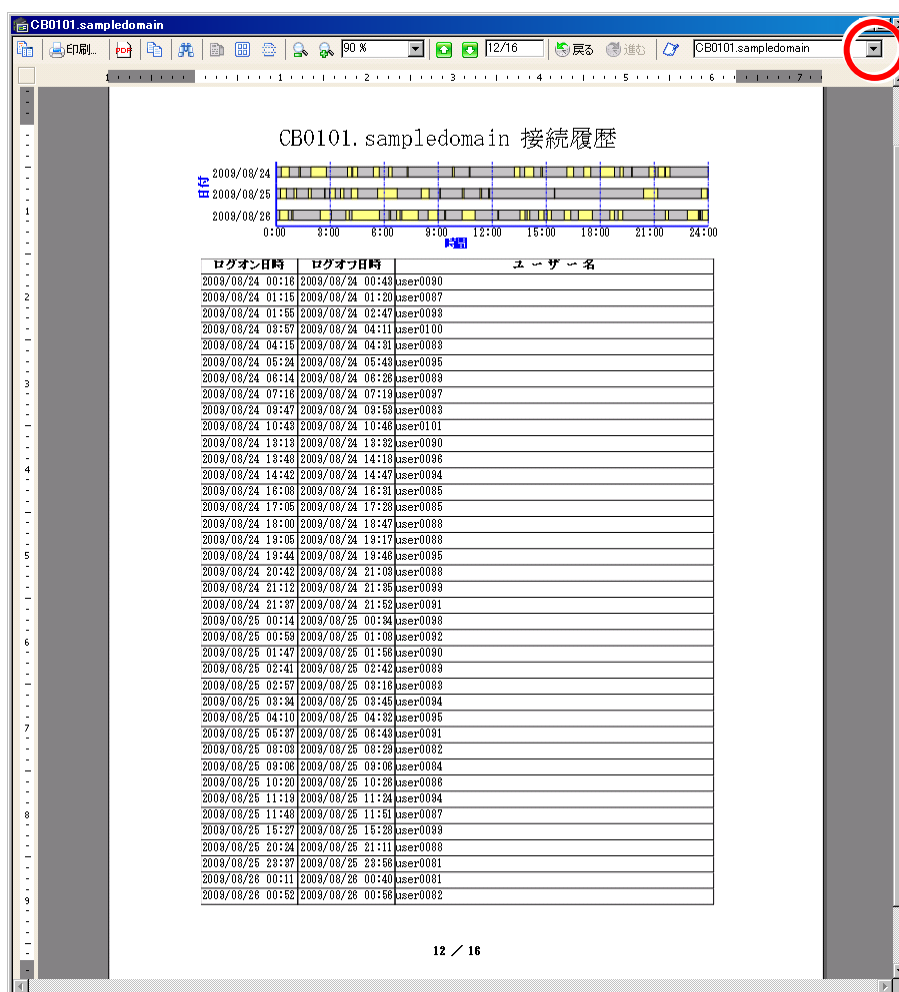 CB0101.sampledomain
印刷... PDF 90 % 12/16 戻る 進む CB0101.sampledomain
1 1 2 3 4 5 6 7
CB0101.sampledomain 接続履歴
日付
2009/08/24
2009/08/25
2009/08/26
0:00 3:00 6:00 9:00 12:00 15:00 18:00 21:00 24:00
時間
ログオン日時 ログオフ日時 ユーザー名
2009/08/24 00:16 2009/08/24 00:43 user0090
2009/08/24 01:15 2009/08/24 01:20 user0087
2009/08/24 01:55 2009/08/24 02:47 user0093
2009/08/24 03:57 2009/08/24 04:11 user0100
2009/08/24 04:15 2009/08/24 04:31 user0083
2009/08/24 05:24 2009/08/24 05:43 user0095
2009/08/24 06:14 2009/08/24 06:26 user0089
2009/08/24 07:16 2009/08/24 07:19 user0097
2009/08/24 09:47 2009/08/24 09:53 user0083
2009/08/24 10:43 2009/08/24 10:46 user0101
2009/08/24 13:13 2009/08/24 13:32 user0090
2009/08/24 13:48 2009/08/24 14:18 user0096
2009/08/24 14:42 2009/08/24 14:47 user0094
2009/08/24 16:08 2009/08/24 16:31 user0085
2009/08/24 17:05 2009/08/24 17:28 user0085
2009/08/24 18:00 2009/08/24 18:47 user0088
2009/08/24 19:05 2009/08/24 19:17 user0088
2009/08/24 19:44 2009/08/24 19:46 user0095
2009/08/24 20:42 2009/08/24 21:03 user0088
2009/08/24 21:12 2009/08/24 21:35 user0099
2009/08/24 21:37 2009/08/24 21:52 user0091
2009/08/25 00:14 2009/08/25 00:34 user0098
2009/08/25 00:59 2009/08/25 01:08 user0092
2009/08/25 01:47 2009/08/25 01:56 user0090
2009/08/25 02:41 2009/08/25 02:42 user0089
2009/08/25 02:57 2009/08/25 03:16 user0083
2009/08/25 03:34 2009/08/25 03:45 user0094
2009/08/25 04:10 2009/08/25 04:32 user0095
2009/08/25 05:37 2009/08/25 06:43 user0091
2009/08/25 08:03 2009/08/25 08:29 user0082
2009/08/25 09:06 2009/08/25 09:06 user0084
2009/08/25 10:20 2009/08/25 10:26 user0086
2009/08/25 11:19 2009/08/25 11:24 user0094
2009/08/25 11:48 2009/08/25 11:51 user0087
2009/08/25 15:27 2009/08/25 15:28 user0099
2009/08/25 20:24 2009/08/25 21:11 user0088
2009/08/25 23:37 2009/08/25 23:56 user0081
2009/08/26 00:11 2009/08/26 00:40 user0081
2009/08/26 00:52 2009/08/26 00:56 user0082
12 ／ 16
1
2
3
4
5
6
7
8
9